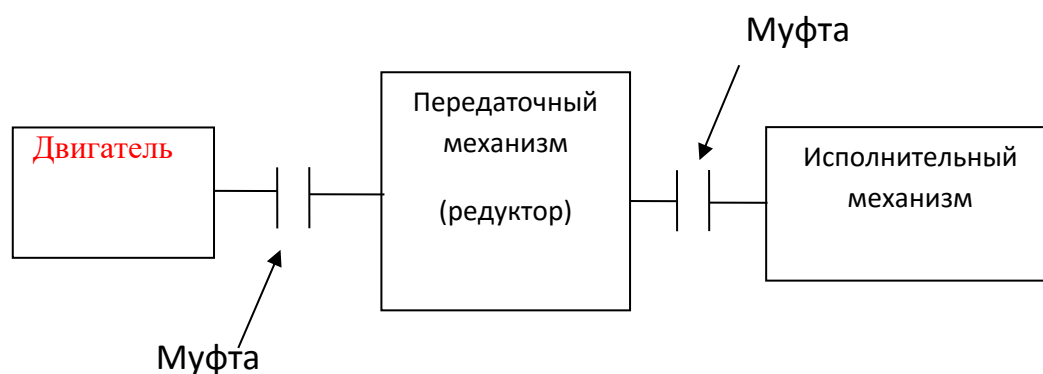 Муфта
Двигатель
Передаточный
механизм
(редуктор)
Исполнительный
механизм
Муфта